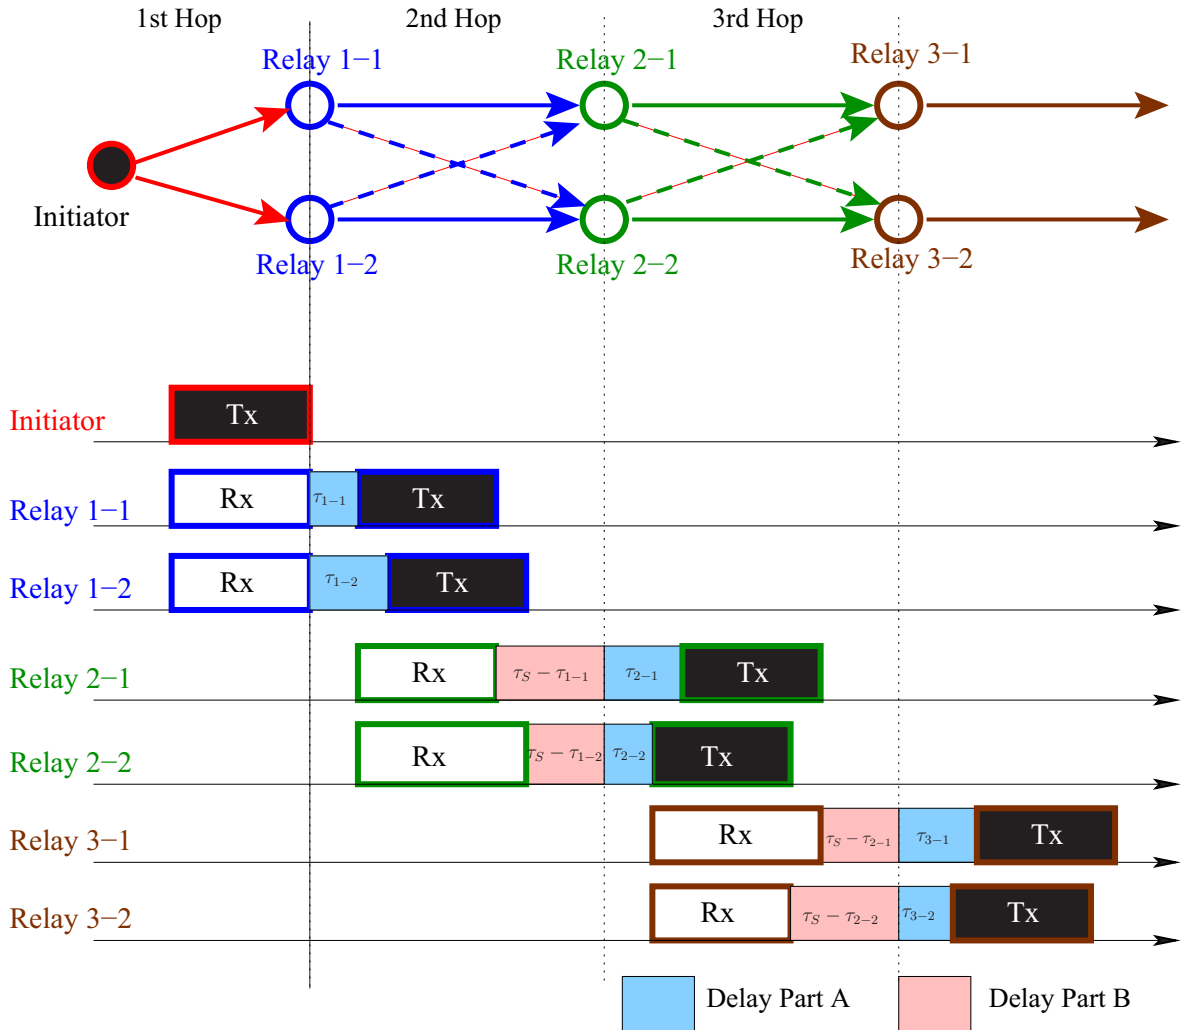 1st Hop 2nd Hop 3rd Hop
Relay 1−1 Relay 2−1 Relay 3−1
Initiator
Relay 1−2 Relay 2−2 Relay 3−2
Initiator Tx
Relay 1−1 Rx τ1−1 Tx
Relay 1−2 Rx τ1−2 Tx
Relay 2−1 Rx τS − τ1−1 τ2−1 Tx
Relay 2−2 Rx τS − τ1−2 τ2−2 Tx
Relay 3−1 Rx τS − τ2−1 τ3−1 Tx
Relay 3−2 Rx τS − τ2−2 τ3−2 Tx
Delay Part A Delay Part B